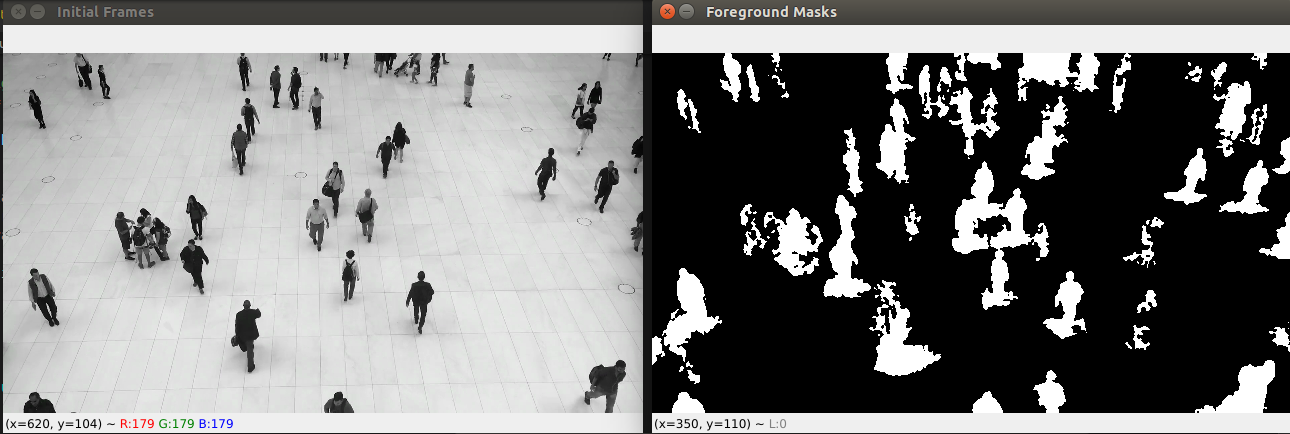 Initial Frames
Foreground Masks
(x=620, y=104) ~ R:179 G:179 B:179
(x=350, y=110) ~ L:0